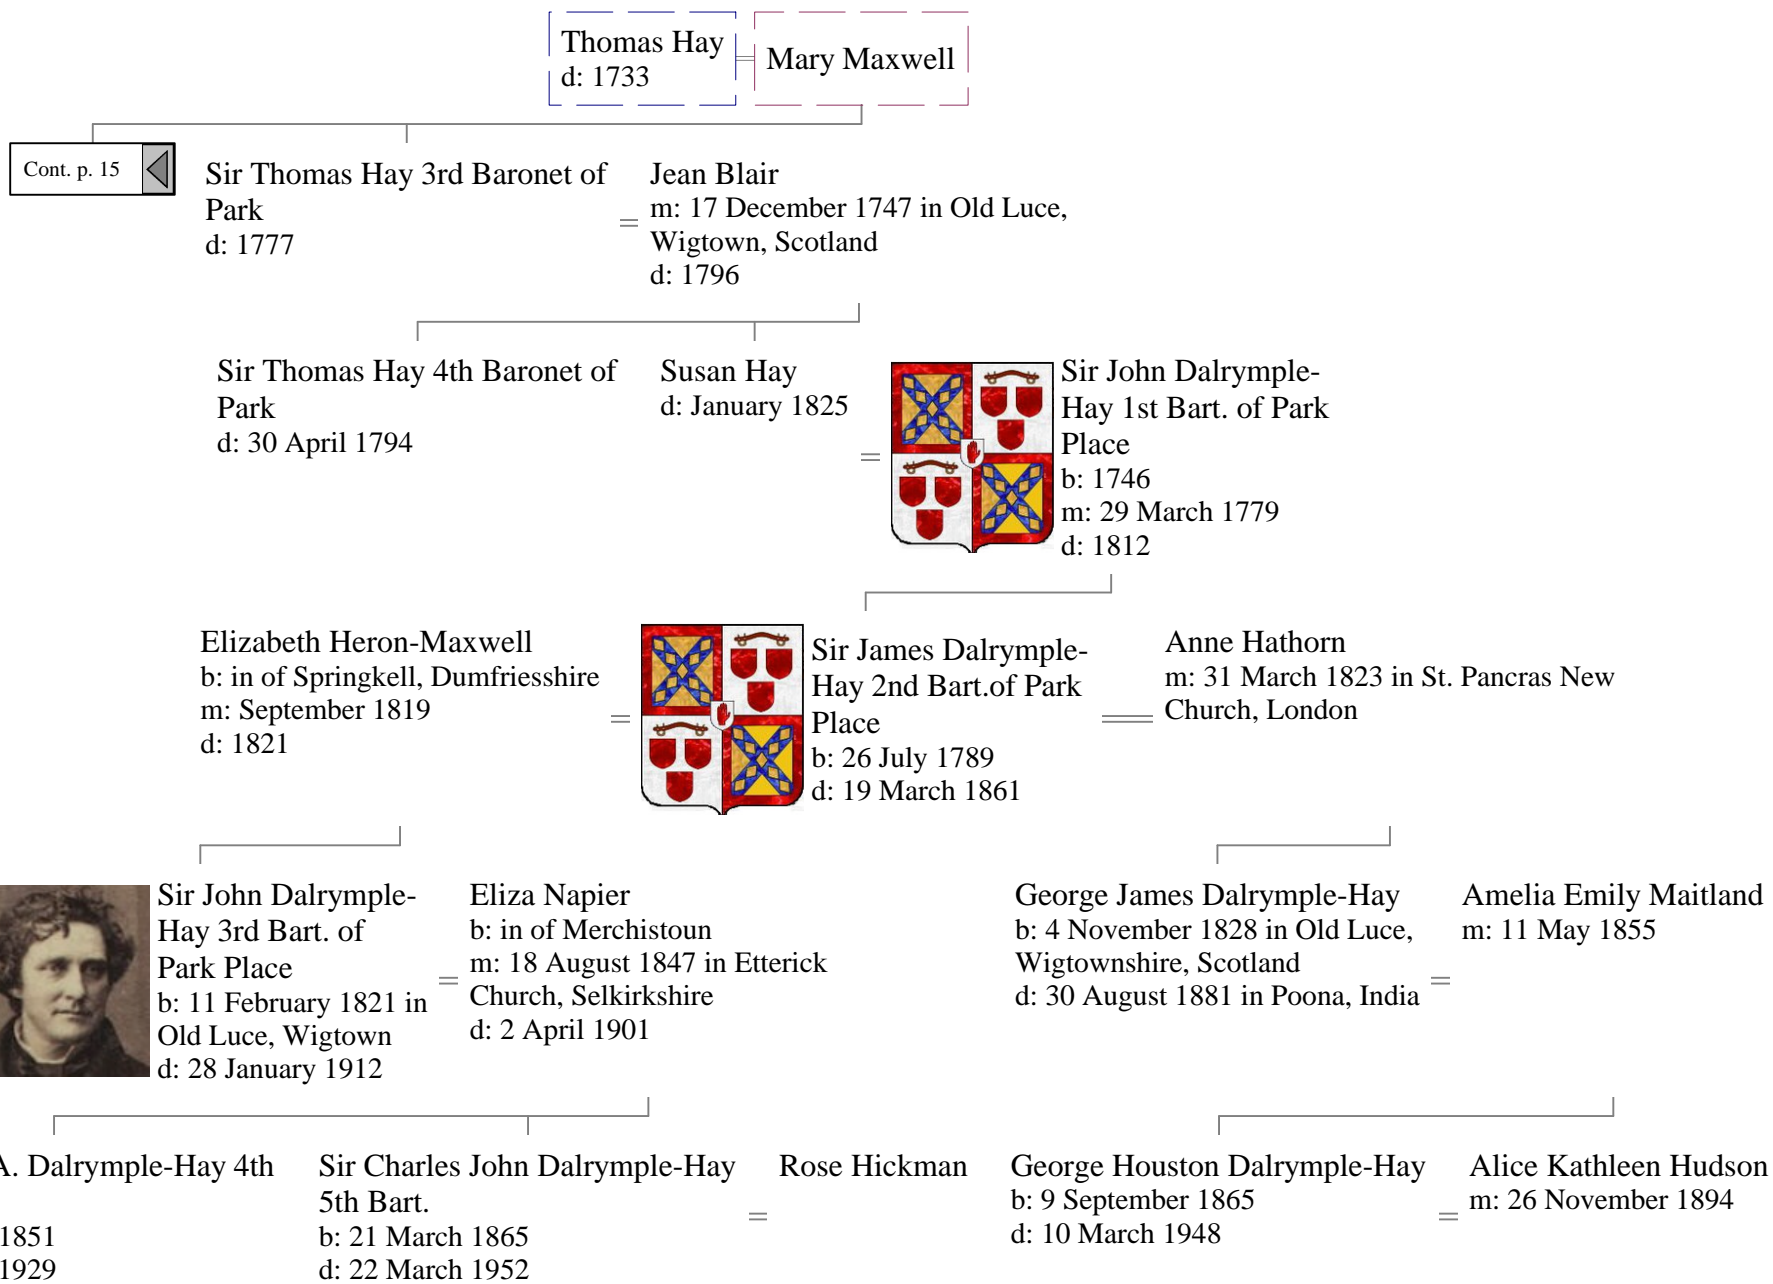 Thomas Hay
d: 1733
Mary Maxwell
Cont. p. 15
Sir Thomas Hay 3rd Baronet of
Park
d: 1777
Jean Blair
m: 17 December 1747 in Old Luce,
Wigtown, Scotland
d: 1796
Sir Thomas Hay 4th Baronet of
Park
d: 30 April 1794
Susan Hay
d: January 1825
Sir John Dalrymple-
Hay 1st Bart. of Park
Place
b: 1746
m: 29 March 1779
d: 1812
Elizabeth Heron-Maxwell
b: in of Springkell, Dumfriesshire
m: September 1819
d: 1821
Sir James Dalrymple-
Hay 2nd Bart.of Park
Place
b: 26 July 1789
d: 19 March 1861
Anne Hathorn
m: 31 March 1823 in St. Pancras New
Church, London
Sir John Dalrymple-
Hay 3rd Bart. of
Park Place
b: 11 February 1821 in
Old Luce, Wigtown
d: 28 January 1912
Eliza Napier
b: in of Merchistoun
m: 18 August 1847 in Etterick
Church, Selkirkshire
d: 2 April 1901
George James Dalrymple-Hay
b: 4 November 1828 in Old Luce,
Wigtownshire, Scotland
d: 30 August 1881 in Poona, India
Amelia Emily Maitland
m: 11 May 1855
A. Dalrymple-Hay 4th
1851
1929
Sir Charles John Dalrymple-Hay
5th Bart.
b: 21 March 1865
d: 22 March 1952
Rose Hickman
George Houston Dalrymple-Hay
b: 9 September 1865
d: 10 March 1948
Alice Kathleen Hudson
m: 26 November 1894